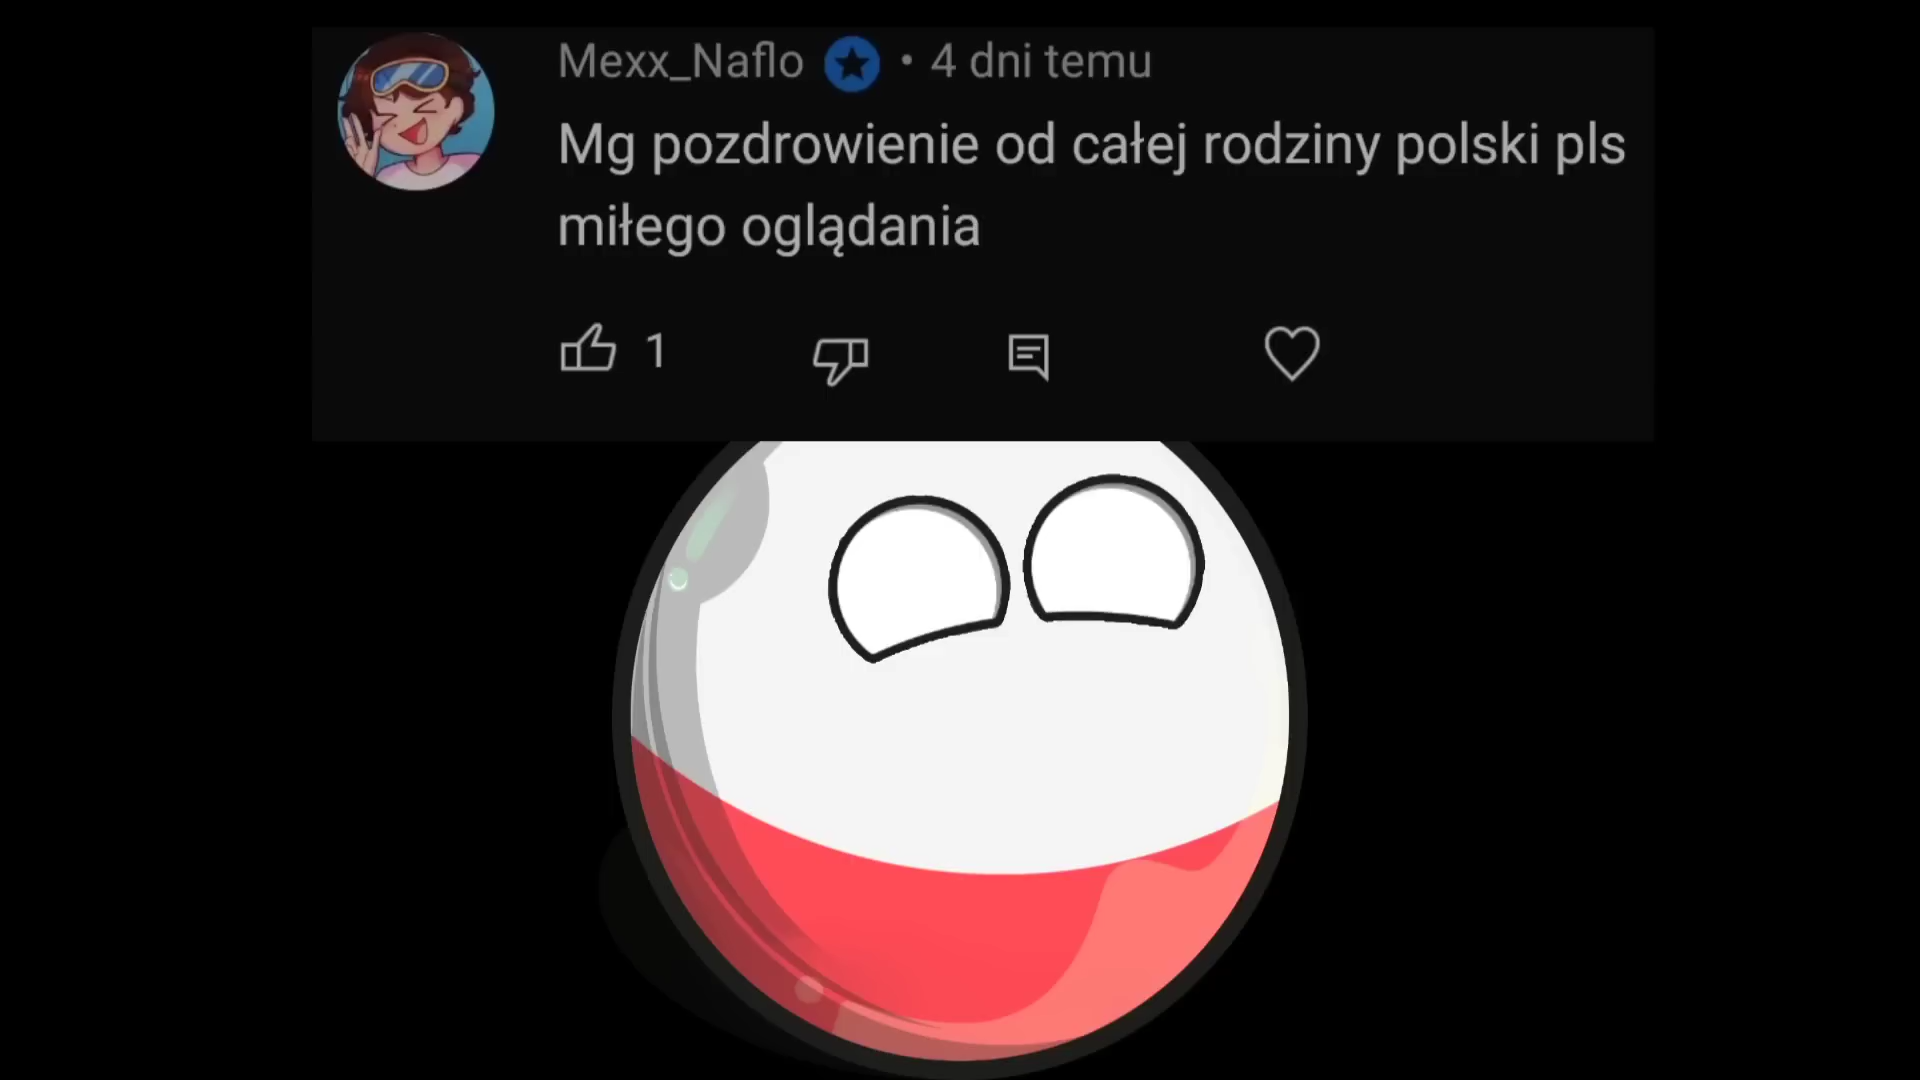 Mexx_Naflo • 4 dni temu
Mg pozdrowienie od całej rodziny polski pls
miłego oglądania
1